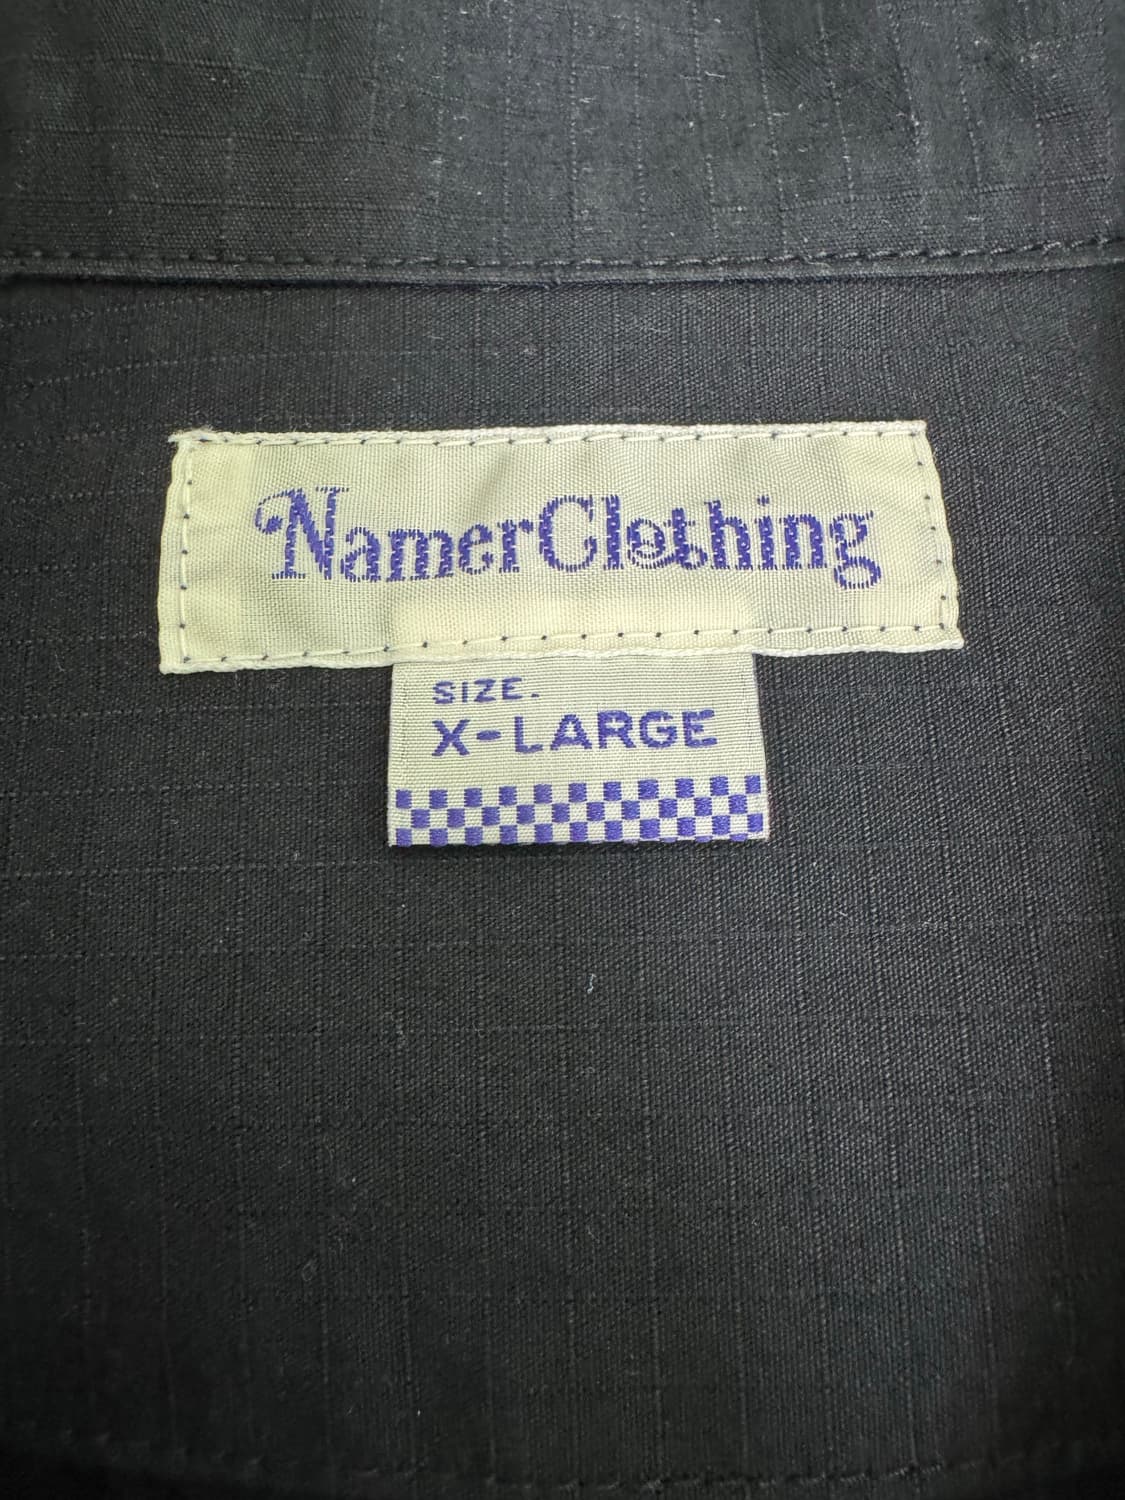 NamerClothing
SIZE.
X-LARGE